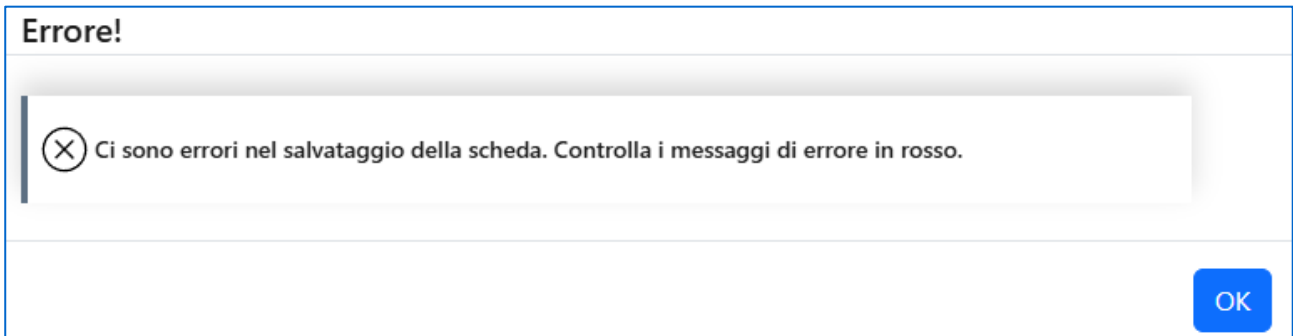 Errore!
Ci sono errori nel salvataggio della scheda. Controlla i messaggi di errore in rosso.
OK